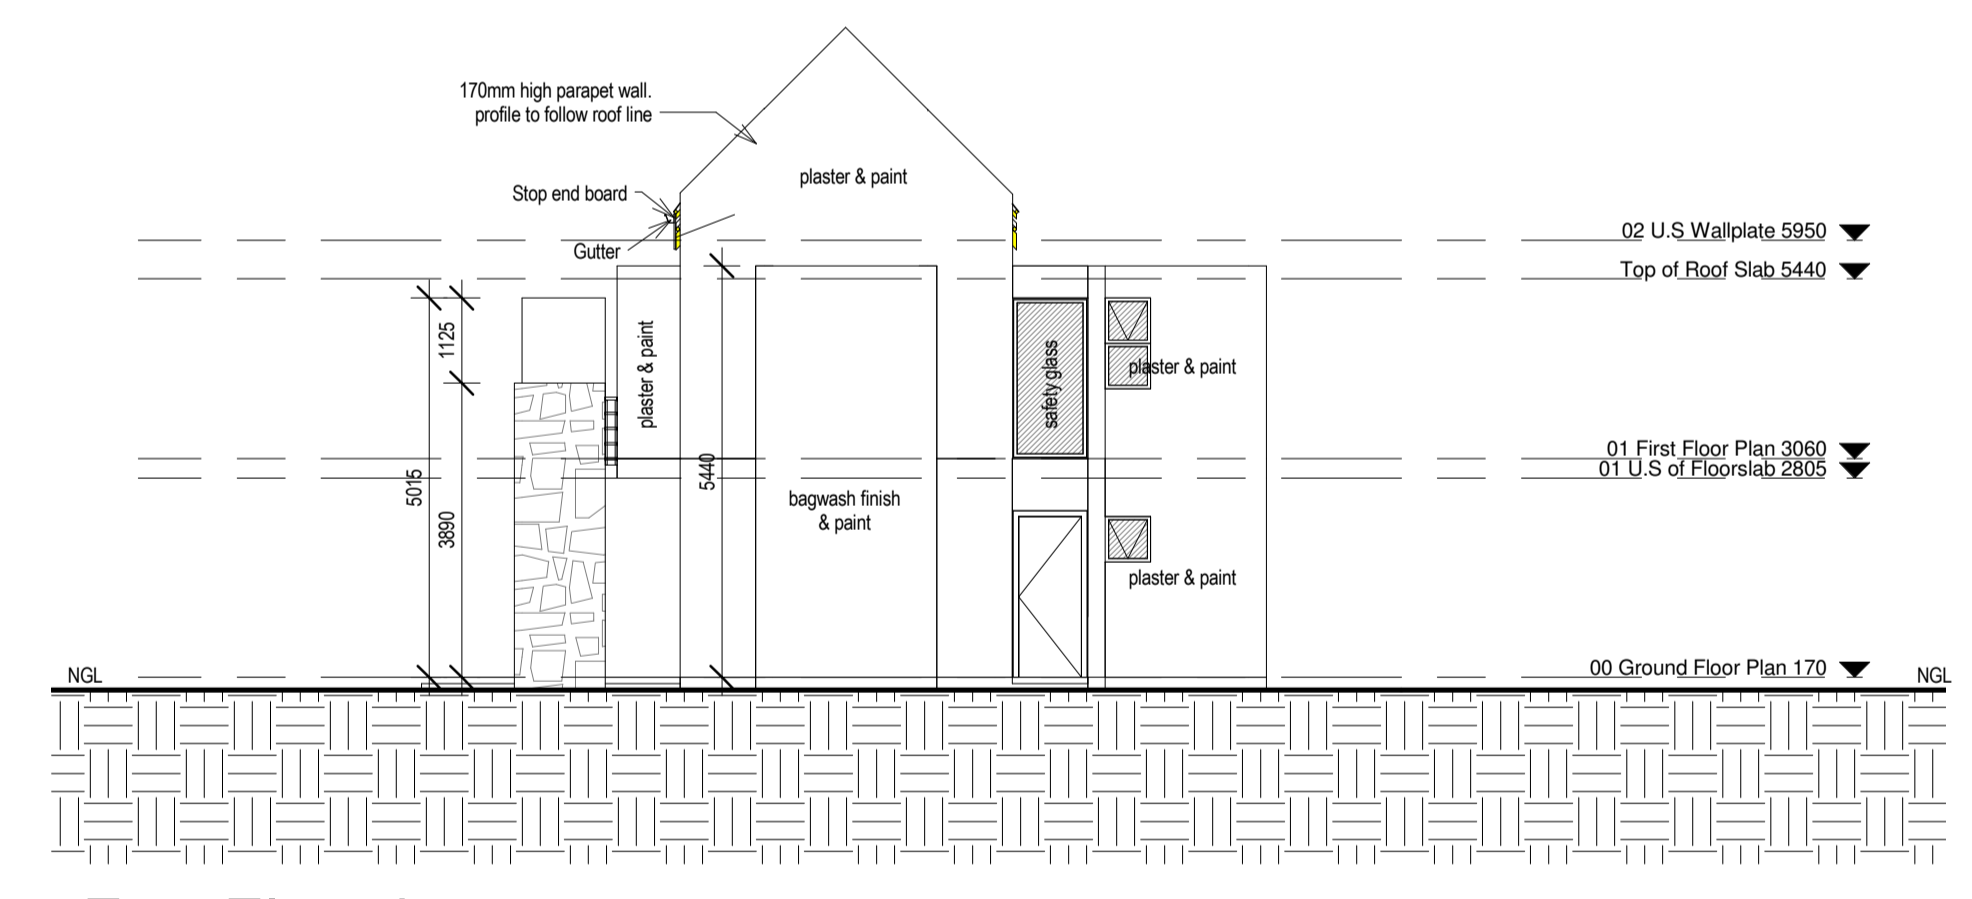 170mm high parapet wall.
profile to follow roof line
plaster & paint
Stop end board
Gutter
02 U.S Wallplate 5950
Top of Roof Slab 5440
1125
plaster & paint
safety glass
plaster & paint
01 First Floor Plan 3060
01 U.S of Floorslab 2805
5015
3890
5440
bagwash finish
& paint
plaster & paint
00 Ground Floor Plan 170
NGL
NGL